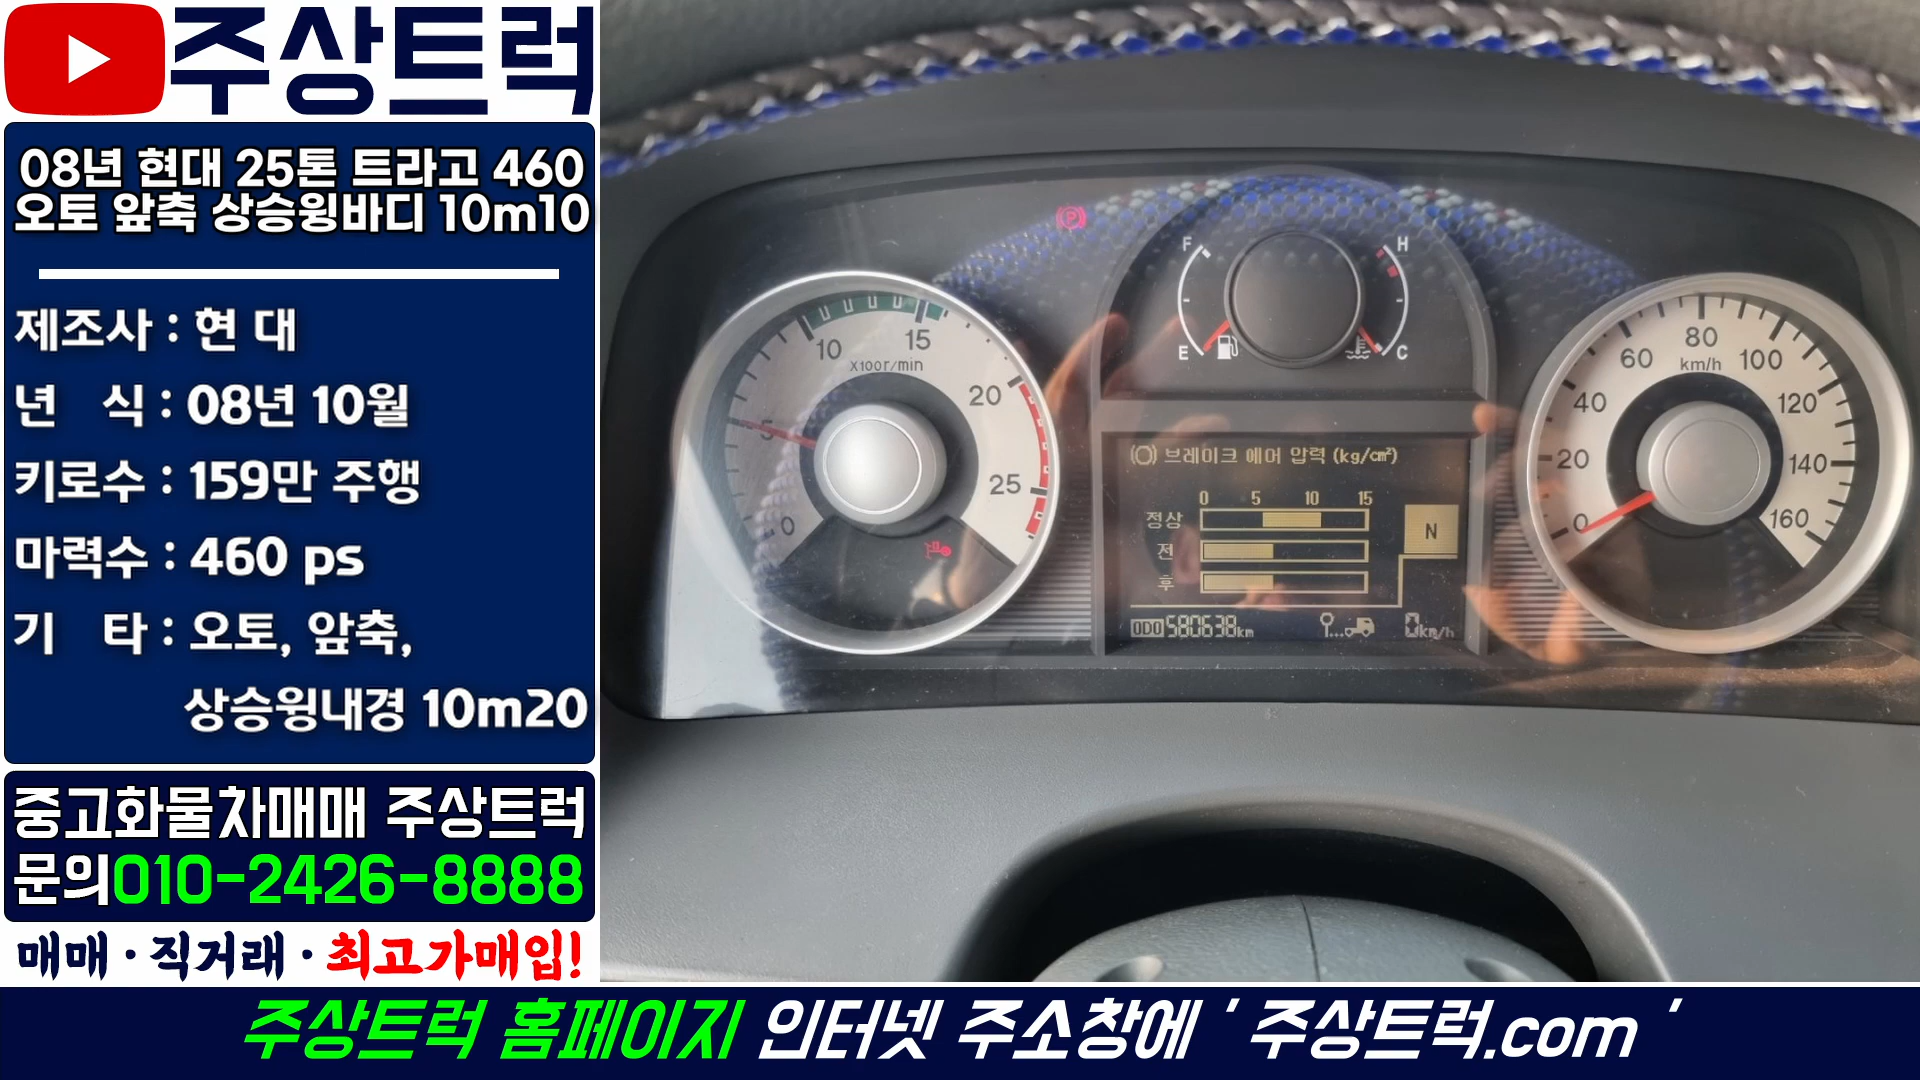 주상트럭
08년 현대 25톤 트라고 460
오토 앞축 상승윙바디 10m10
제조사 : 현 대
년 식 : 08년 10월
키로수 : 159만 주행
마력수 : 460 ps
기 타 : 오토, 앞축,
상승윙내경 10m20
중고화물차매매 주상트럭
문의010-2426-8888
매매 · 직거래 · 최고가매입!
주상트럭 홈페이지 인터넷 주소창에 ' 주상트럭.com '
0 5 10 15 20 25
X100r/min
F H
E C
(P)
브레이크 에어 압력 (kg/㎠)
0 5 10 15
정상
전
후
N
ODO 580638km
0km/h
0 20 40 60 80 100 120 140 160
km/h